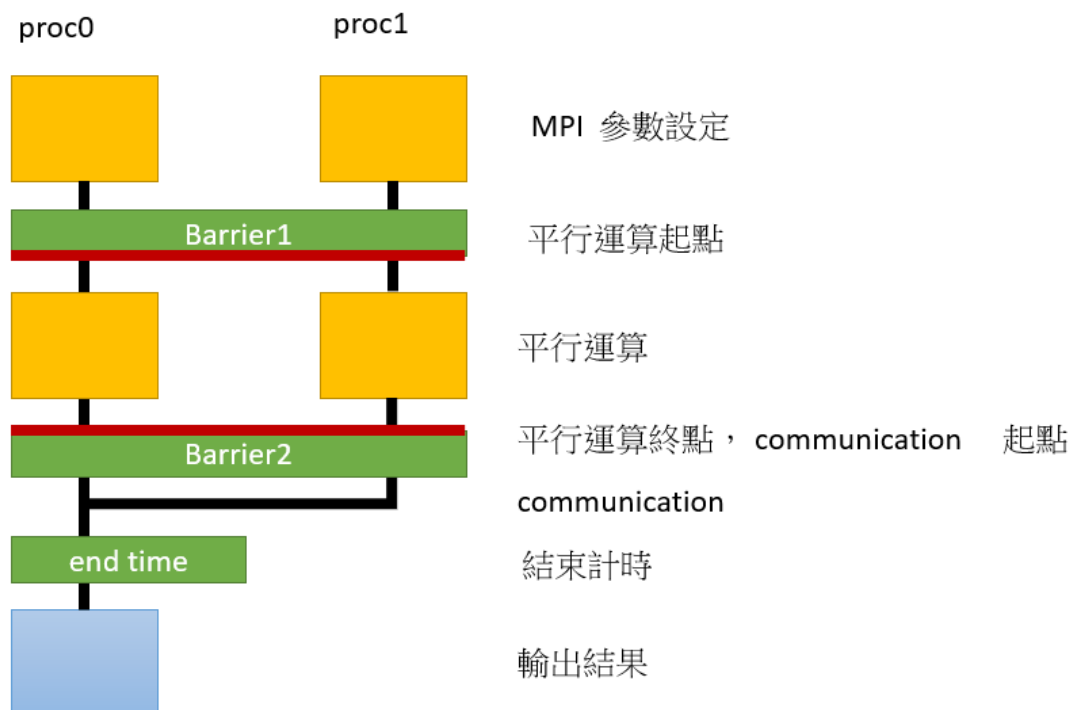 proc0 proc1
MPI 參數設定
Barrier1 平行運算起點
平行運算
平行運算終點， communication 起點
Barrier2
communication
end time 結束計時
輸出結果